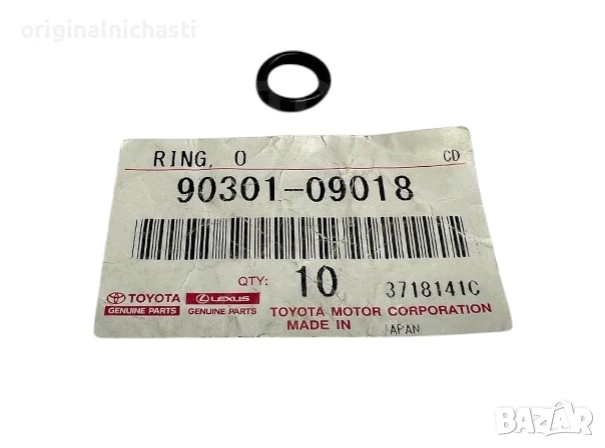 originalnichasti
RING, O CD
90301-09018
QTY: 10 3718141C
TOYOTA LEXUS
GENUINE PARTS GENUINE PARTS
TOYOTA MOTOR CORPORATION
MADE IN JAPAN
BAZAR